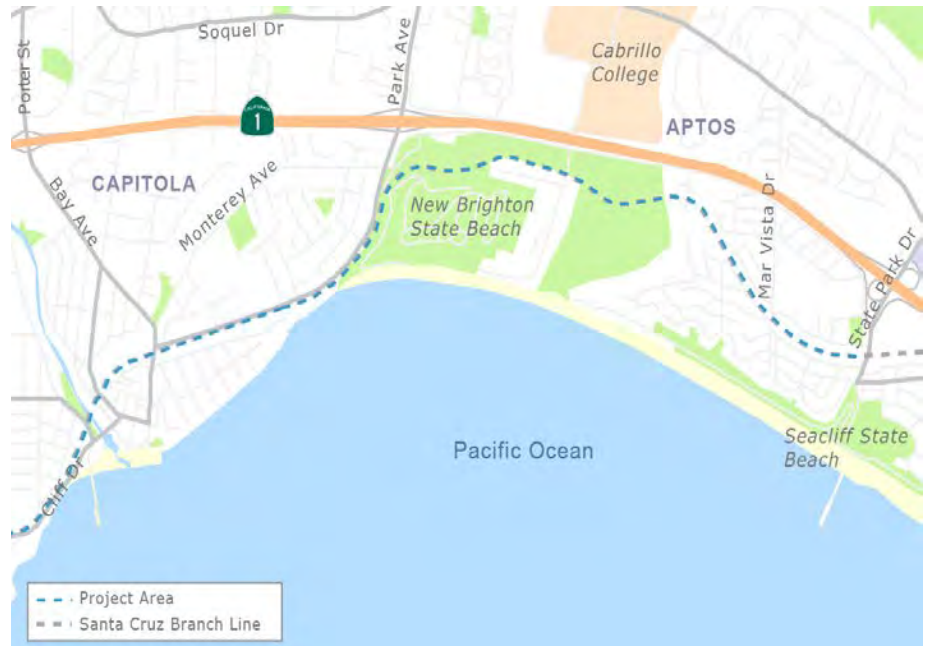 Soquel Dr
Porter St
Park Ave
Cabrillo
College
CALIFORNIA
1
APTOS
CAPITOLA
Bay Ave
Monterey Ave
New Brighton
State Beach
Mar Vista Dr
State Park Dr
Pacific Ocean
Seacliff State
Beach
Cliff Dr
Project Area
Santa Cruz Branch Line